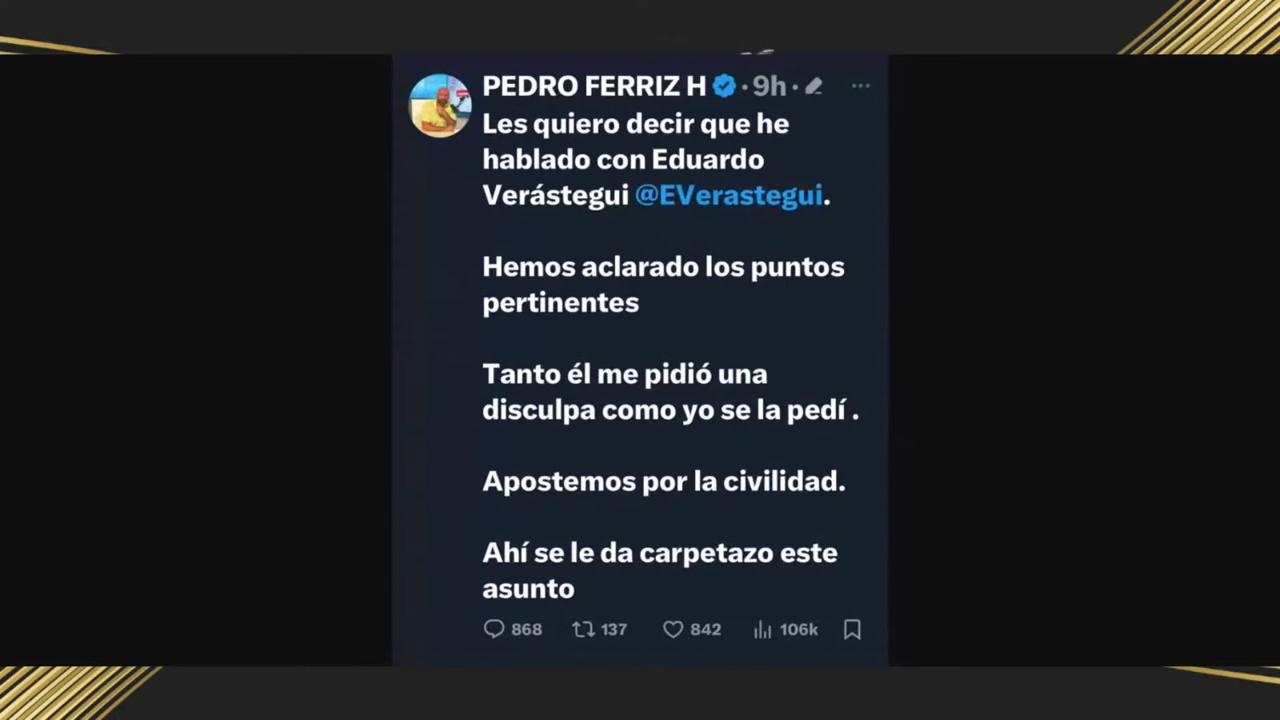 PEDRO FERRIZ H · 9h ·
Les quiero decir que he
hablado con Eduardo
Verástegui @EVerastegui.
Hemos aclarado los puntos
pertinentes
Tanto él me pidió una
disculpa como yo se la pedí .
Apostemos por la civilidad.
Ahí se le da carpetazo este
asunto
868 137 842 106k